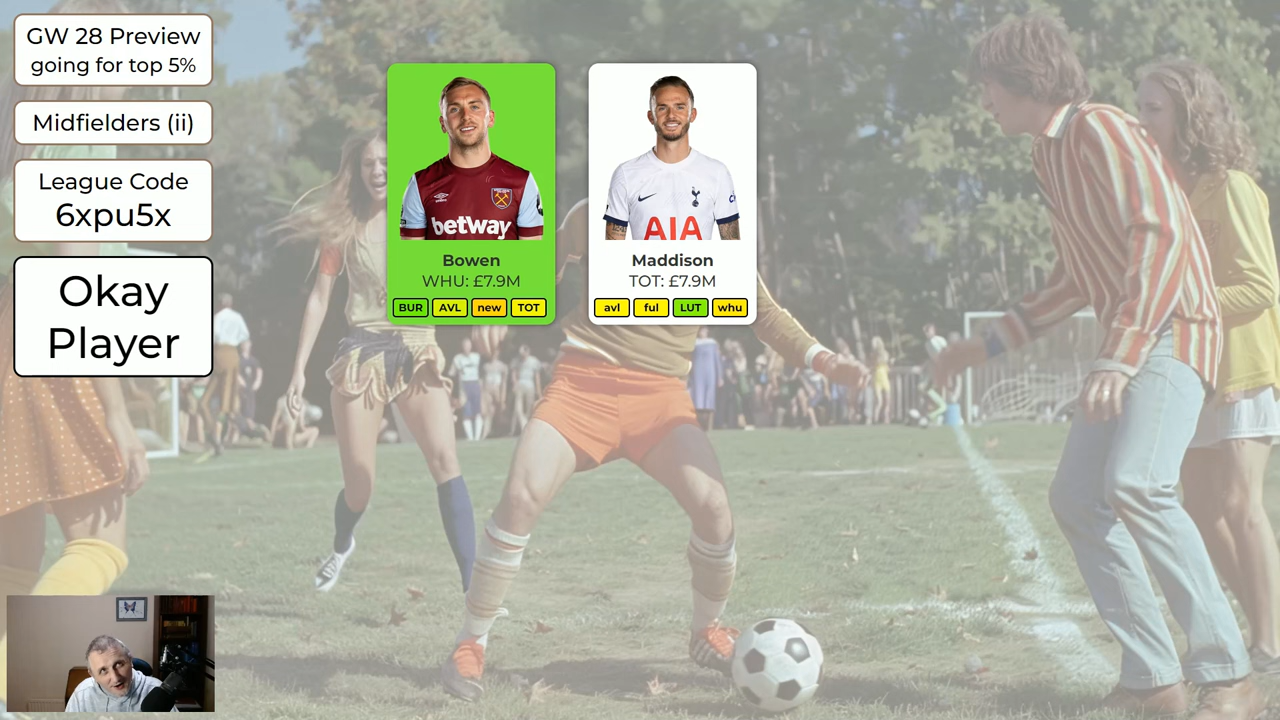 GW 28 Preview
going for top 5%
Midfielders (ii)
League Code
6xpu5x
Okay
Player
betway
Bowen
WHU: £7.9M
BUR AVL new TOT
AIA
Maddison
TOT: £7.9M
avl ful LUT whu